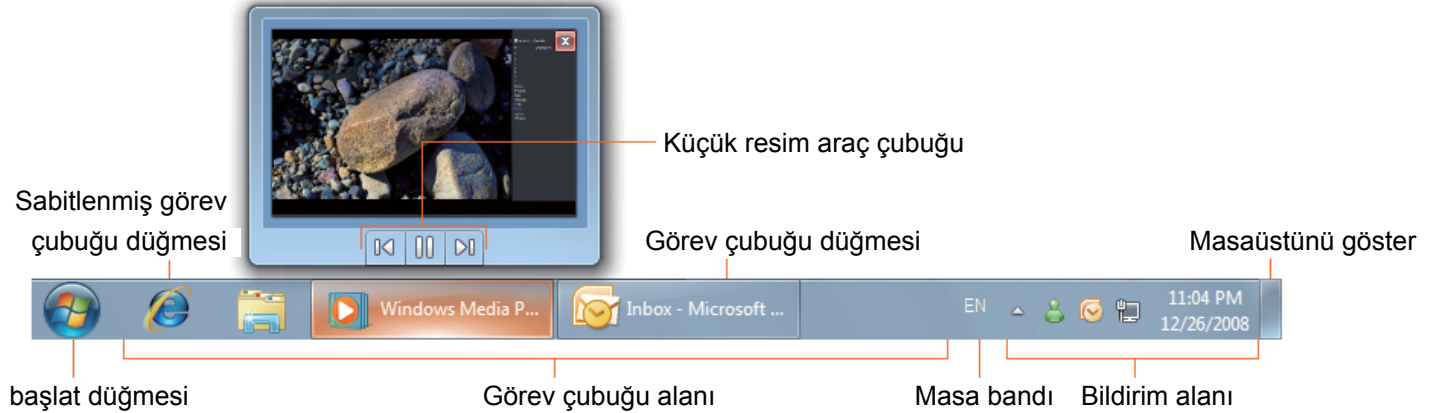 Küçük resim araç çubuğu
Sabitlenmiş görev
çubuğu düğmesi
Görev çubuğu düğmesi
Masaüstünü göster
Windows Media P...
Inbox - Microsoft ...
EN
11:04 PM
12/26/2008
başlat düğmesi
Görev çubuğu alanı
Masa bandı
Bildirim alanı